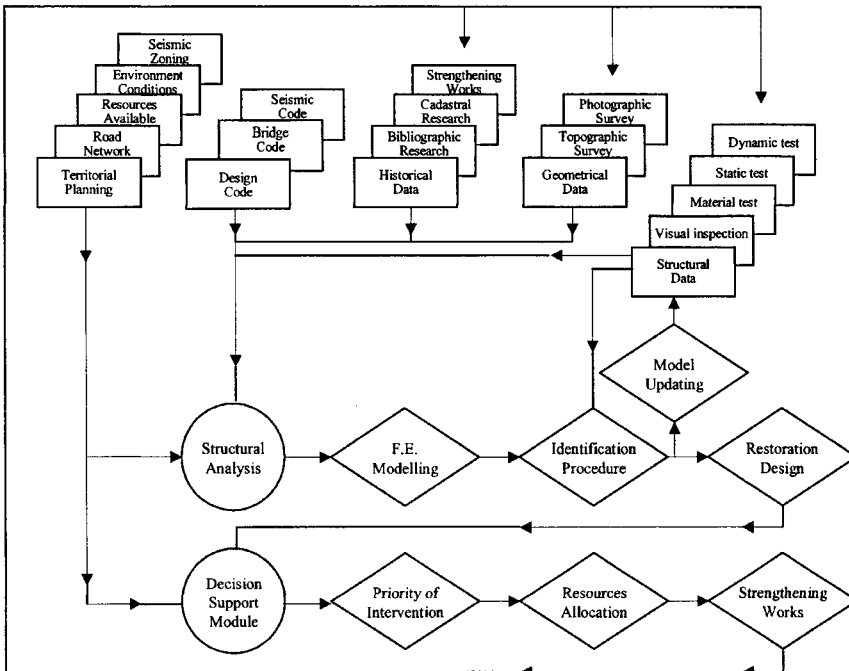 Seismic
Zoning
Environment
Conditions
Resources
Available
Road
Network
Territorial
Planning
Seismic
Code
Bridge
Code
Design
Code
Strengthening
Works
Cadastral
Research
Bibliographic
Research
Historical
Data
Photographic
Survey
Topographic
Survey
Geometrical
Data
Dynamic test
Static test
Material test
Visual inspection
Structural
Data
Model
Updating
Structural
Analysis
F.E.
Modelling
Identification
Procedure
Restoration
Design
Decision
Support
Module
Priority of
Intervention
Resources
Allocation
Strengthening
Works